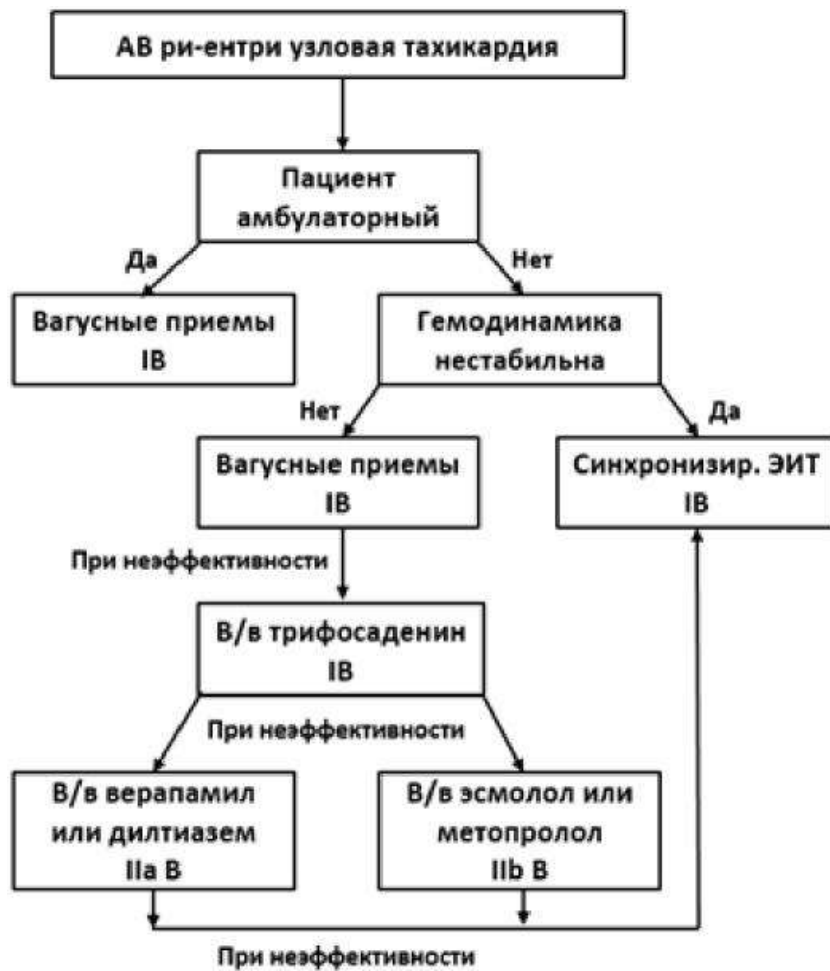 АВ ри-ентри узловая тахикардия
Пациент
амбулаторный
Да
Нет
Вагусные приемы
IB
Гемодинамика
нестабильна
Нет
Да
Вагусные приемы
IB
Синхронизир. ЭИТ
IB
При неэффективности
В/в трифосаденин
IB
При неэффективности
В/в верапамил
или дилтиазем
IIa B
В/в эсмолол или
метопролол
IIb B
При неэффективности